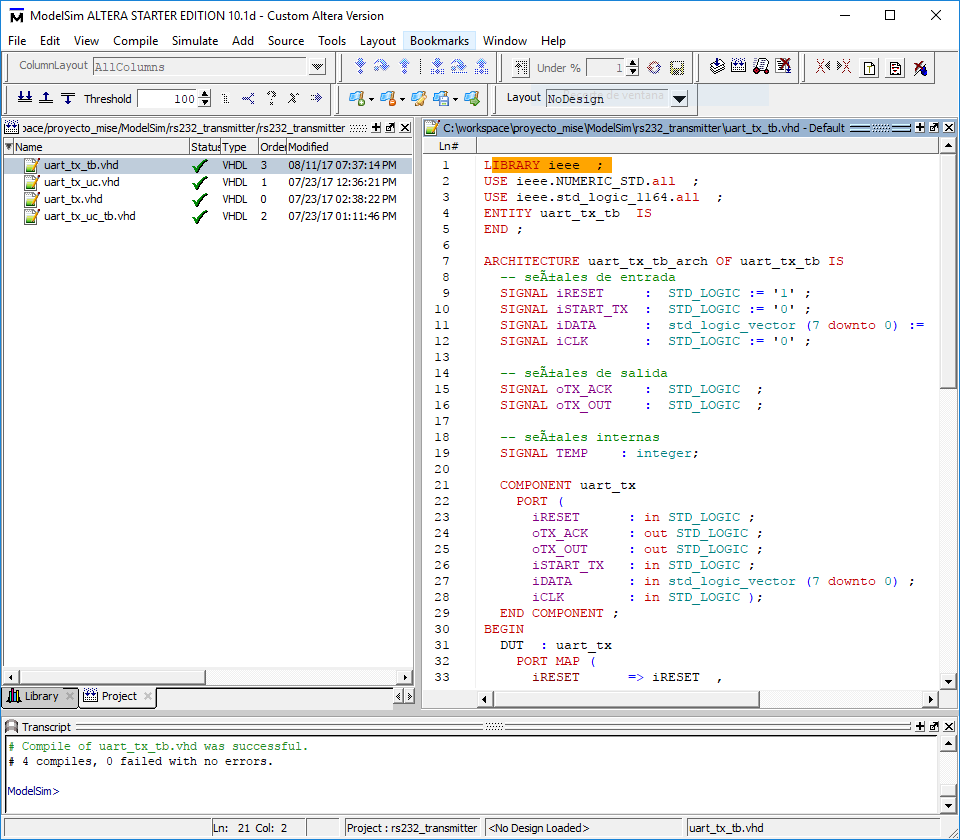 ModelSim ALTERA STARTER EDITION 10.1d - Custom Altera Version
File Edit View Compile Simulate Add Source Tools Layout Bookmarks Window Help
ColumnLayout AllColumns
Under % 1
Threshold 100
Layout NoDesign
pace/proyecto_mise/ModelSim/rs232_transmitter/rs232_transmitter
Name Status Type Order Modified
uart_tx_tb.vhd VHDL 3 08/11/17 07:37:14 PM
uart_tx_uc.vhd VHDL 1 07/23/17 12:36:21 PM
uart_tx.vhd VHDL 0 07/23/17 02:38:22 PM
uart_tx_uc_tb.vhd VHDL 2 07/23/17 01:11:46 PM
Library Project
C:\workspace\proyecto_mise\ModelSim\rs232_transmitter\uart_tx_tb.vhd - Default
Ln#
1 LIBRARY ieee ;
2 USE ieee.NUMERIC_STD.all ;
3 USE ieee.std_logic_1164.all ;
4 ENTITY uart_tx_tb IS
5 END ;
6
7 ARCHITECTURE uart_tx_tb_arch OF uart_tx_tb IS
8 -- seÃ±ales de entrada
9 SIGNAL iRESET : STD_LOGIC := '1' ;
10 SIGNAL iSTART_TX : STD_LOGIC := '0' ;
11 SIGNAL iDATA : std_logic_vector (7 downto 0) :=
12 SIGNAL iCLK : STD_LOGIC := '0' ;
13
14 -- seÃ±ales de salida
15 SIGNAL oTX_ACK : STD_LOGIC ;
16 SIGNAL oTX_OUT : STD_LOGIC ;
17
18 -- seÃ±ales internas
19 SIGNAL TEMP : integer;
20
21 COMPONENT uart_tx
22 PORT (
23 iRESET : in STD_LOGIC ;
24 oTX_ACK : out STD_LOGIC ;
25 oTX_OUT : out STD_LOGIC ;
26 iSTART_TX : in STD_LOGIC ;
27 iDATA : in std_logic_vector (7 downto 0) ;
28 iCLK : in STD_LOGIC );
29 END COMPONENT ;
30 BEGIN
31 DUT : uart_tx
32 PORT MAP (
33 iRESET => iRESET ,
Transcript
# Compile of uart_tx_tb.vhd was successful.
# 4 compiles, 0 failed with no errors.
ModelSim>
Ln: 21 Col: 2 Project : rs232_transmitter <No Design Loaded> uart_tx_tb.vhd